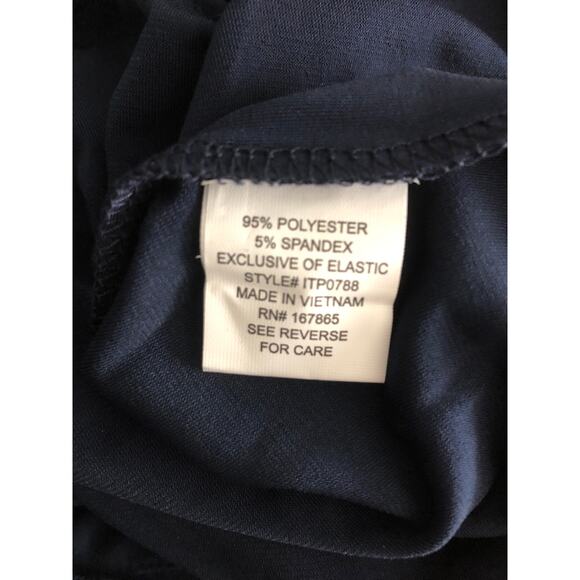 95% POLYESTER
5% SPANDEX
EXCLUSIVE OF ELASTIC
STYLE# ITP0788
MADE IN VIETNAM
RN# 167865
SEE REVERSE
FOR CARE